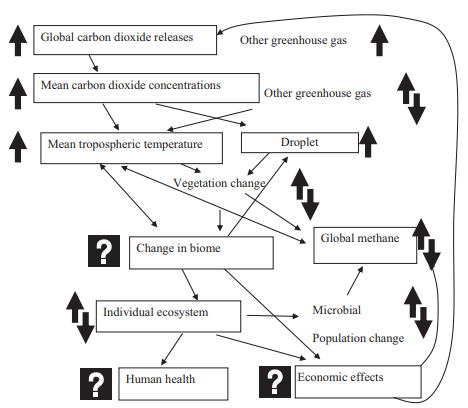 Global carbon dioxide releases
Other greenhouse gas
Mean carbon dioxide concentrations
Other greenhouse gas
Mean tropospheric temperature
Droplet
Vegetation change
?
Change in biome
Global methane
Individual ecosystem
Microbial
Population change
?
Human health
?
Economic effects